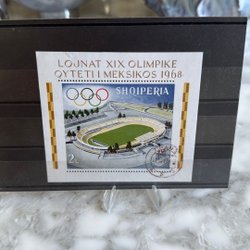 LOJNAT XIX OLIMPIKE
QYTETI I MEKSIKOS 1968
SHQIPERIA
2